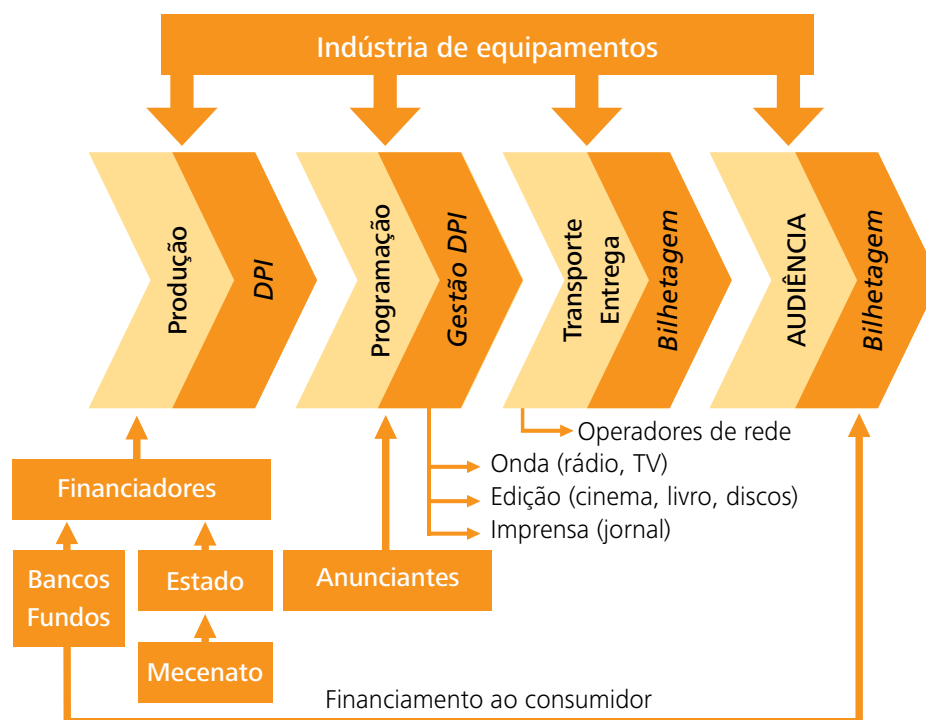 Indústria de equipamentos
Produção
DPI
Programação
Gestão DPI
Transporte
Entrega
Bilhetagem
AUDIÊNCIA
Bilhetagem
Operadores de rede
Onda (rádio, TV)
Edição (cinema, livro, discos)
Imprensa (jornal)
Financiadores
Bancos
Fundos
Estado
Anunciantes
Mecenato
Financiamento ao consumidor